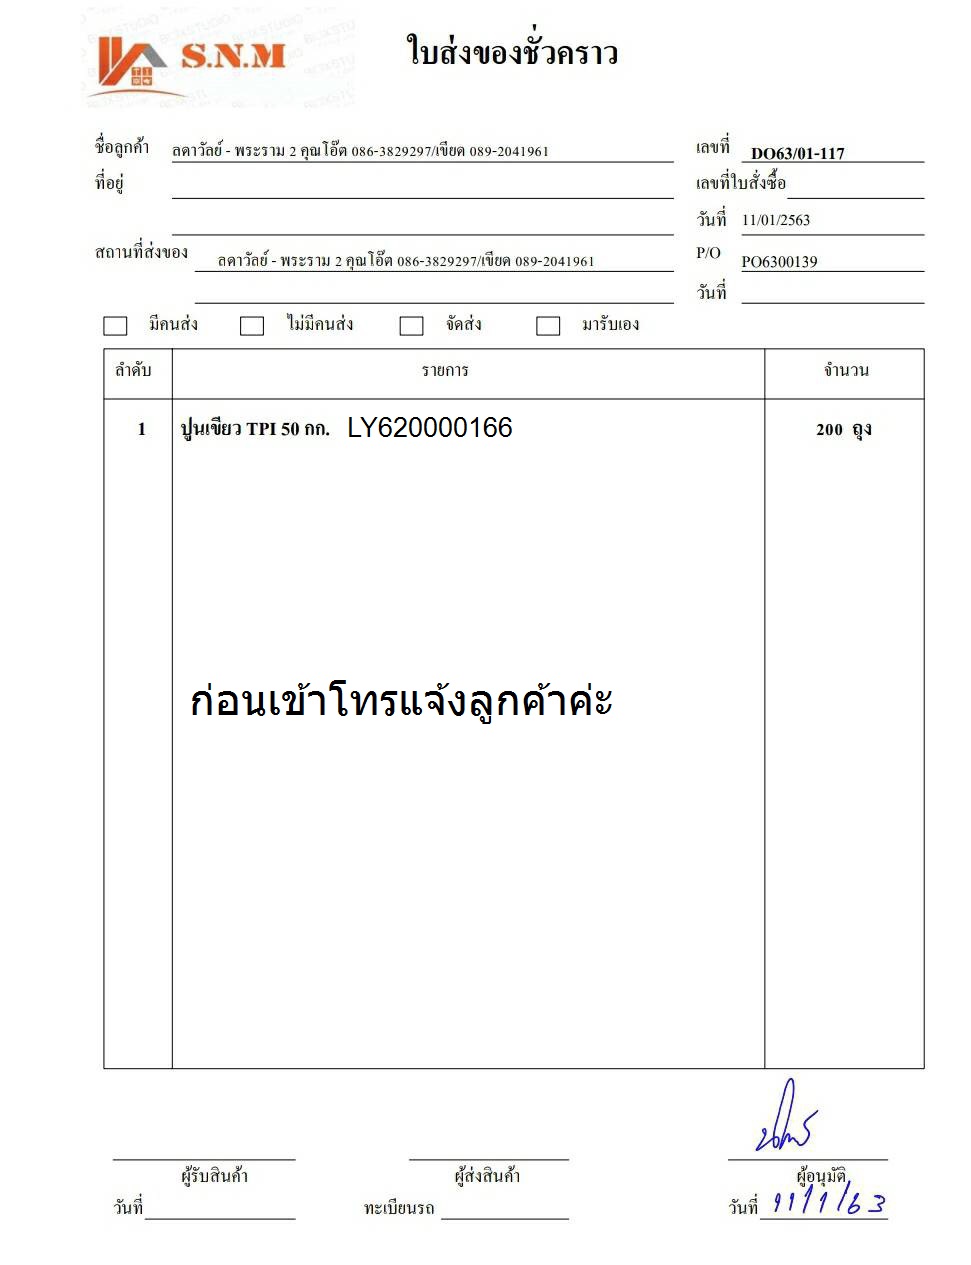 S.N.M
ใบส่งของชั่วคราว
ชื่อลูกค้า ลดาวัลย์ - พระราม 2 คุณโอ๊ต 086-3829297/เขียด 089-2041961 เลขที่ DO63/01-117
ที่อยู่ เลขที่ใบสั่งซื้อ
วันที่ 11/01/2563
สถานที่ส่งของ ลดาวัลย์ - พระราม 2 คุณโอ๊ต 086-3829297/เขียด 089-2041961 P/O PO6300139
วันที่
มีคนส่ง ไม่มีคนส่ง จัดส่ง มารับเอง
ลำดับ รายการ จำนวน
1 ปูนเขียว TPI 50 กก. LY620000166 200 ถุง
ก่อนเข้าโทรแจ้งลูกค้าค่ะ
ผู้รับสินค้า ผู้ส่งสินค้า ผู้อนุมัติ
วันที่ ทะเบียนรถ วันที่ 11/1/63